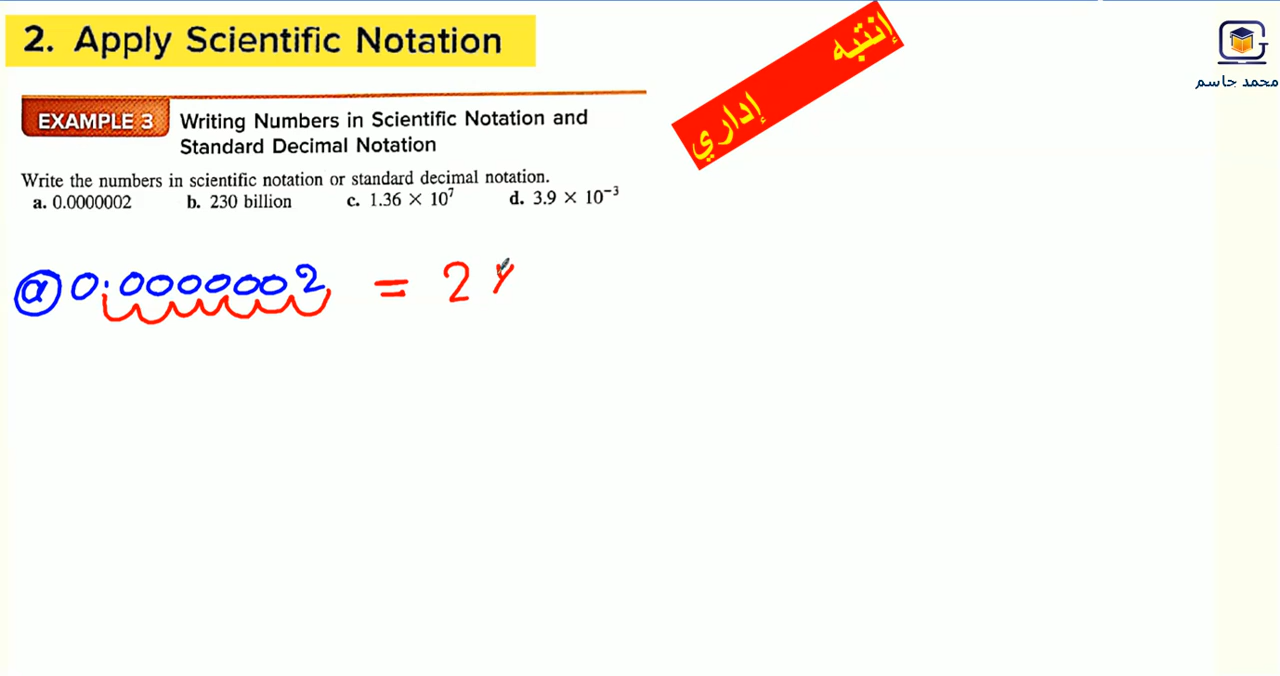 2. Apply Scientific Notation
إنتبه
إداري
محمد جاسم
EXAMPLE 3 Writing Numbers in Scientific Notation and
Standard Decimal Notation
Write the numbers in scientific notation or standard decimal notation.
a. 0.0000002 b. 230 billion c. 1.36 × 10⁷ d. 3.9 × 10⁻³
ⓐ 0.0000002 = 2 ×